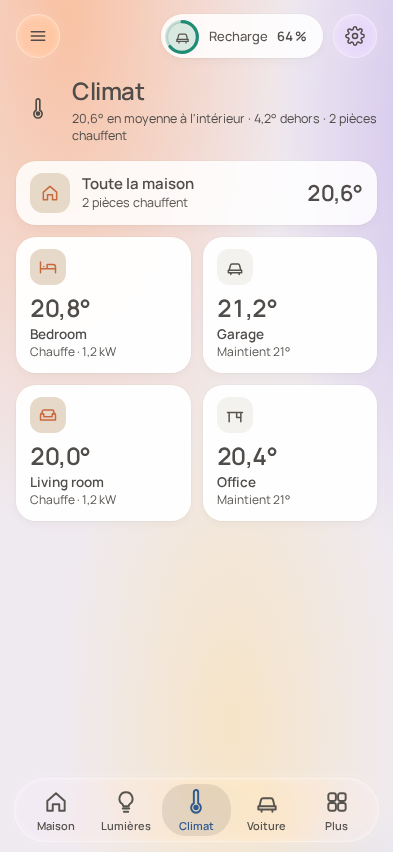 Recharge 64 %
Climat
20,6° en moyenne à l'intérieur · 4,2° dehors · 2 pièces
chauffent
Toute la maison
2 pièces chauffent
20,6°
20,8°
Bedroom
Chauffe · 1,2 kW
21,2°
Garage
Maintient 21°
20,0°
Living room
Chauffe · 1,2 kW
20,4°
Office
Maintient 21°
Maison
Lumières
Climat
Voiture
Plus